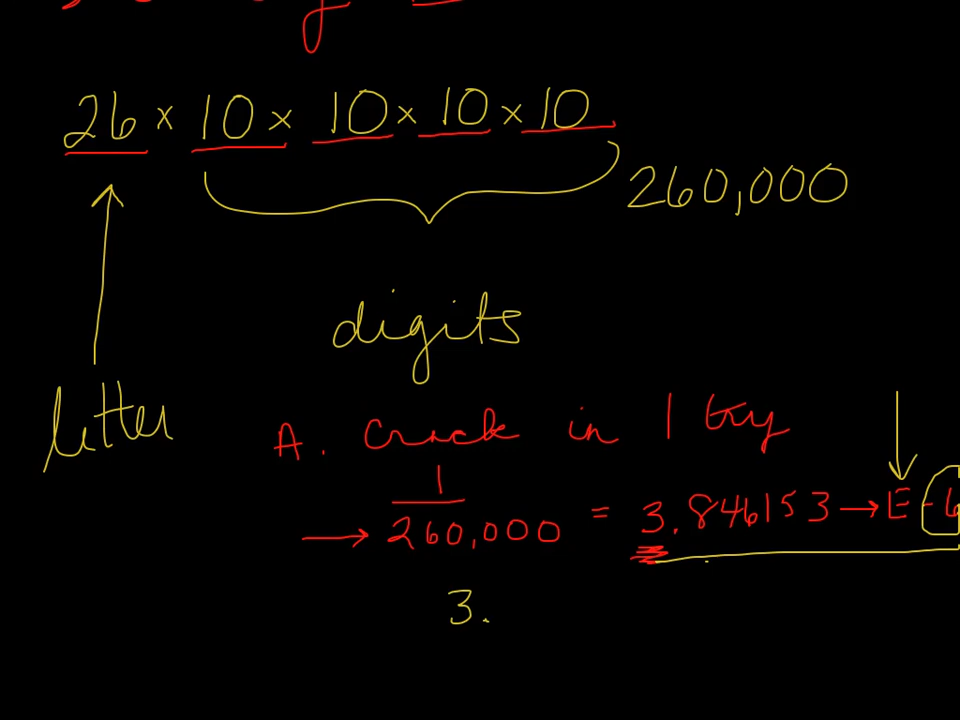 26 × 10 × 10 × 10 × 10
260,000
digits
letter
A. Crack in 1 try
→ 1/260,000 = 3.846153 → E-6
3.